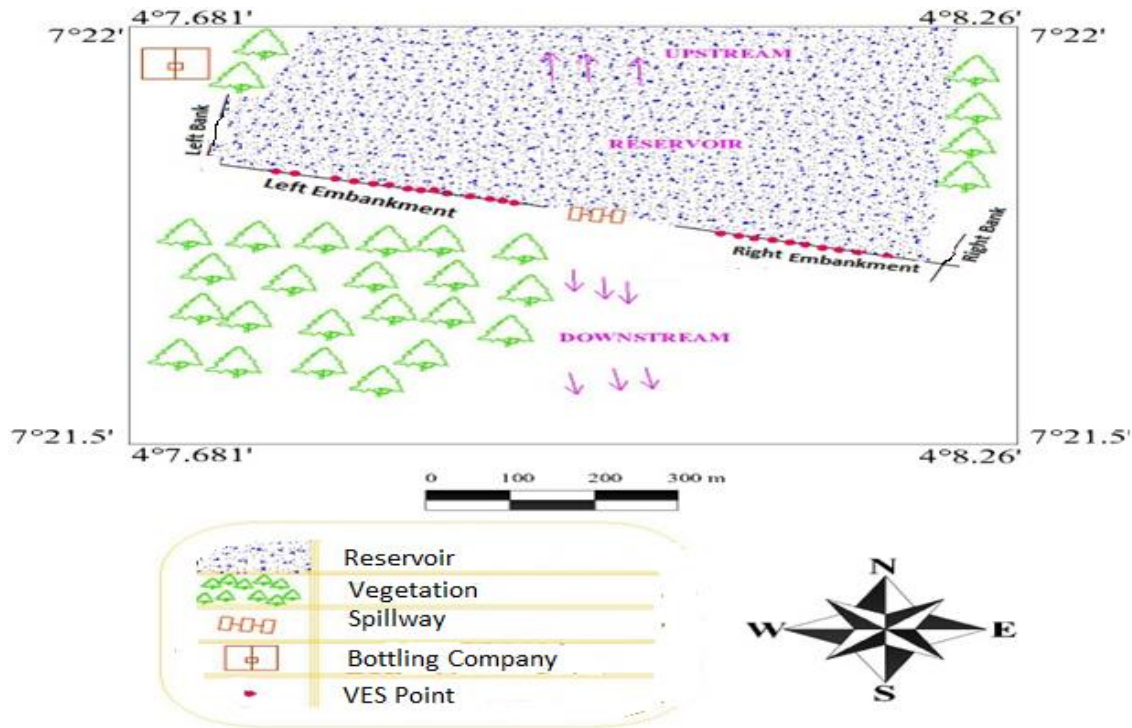 4°7.681' 4°8.26'
7°22' 7°22'
UPSTREAM
Left Bank
RESERVOIR
Left Embankment
Right Bank
Right Embankment
DOWNSTREAM
7°21.5' 7°21.5'
4°7.681' 4°8.26'
0 100 200 300 m
Reservoir
Vegetation
Spillway
Bottling Company
VES Point
N
W E
S